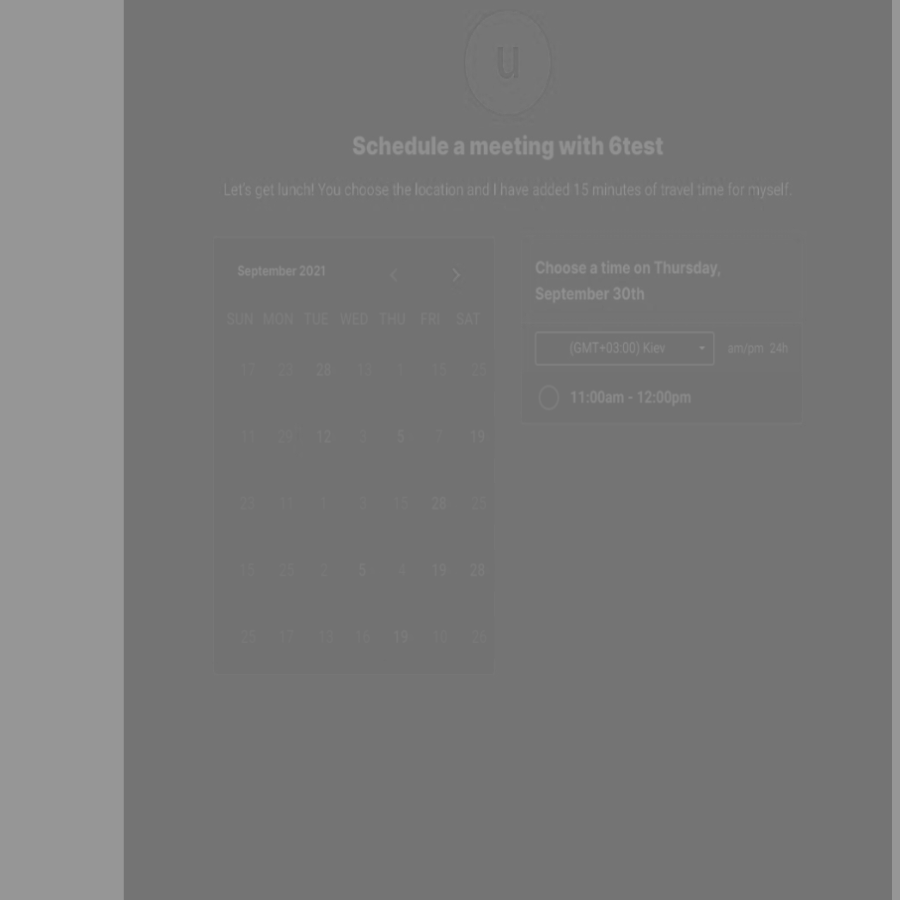 u
Schedule a meeting with 6test
Let's get lunch! You choose the location and I have added 15 minutes of travel time for myself.
September 2021
SUN MON TUE WED THU FRI SAT
17 23 28 13 1 15 25
11 20 12 3 5 7 19
23 11 1 3 15 28 25
15 25 2 5 4 19 28
26 17 13 16 19 10 26
Choose a time on Thursday,
September 30th
(GMT+03:00) Kiev am/pm 24h
11:00am - 12:00pm